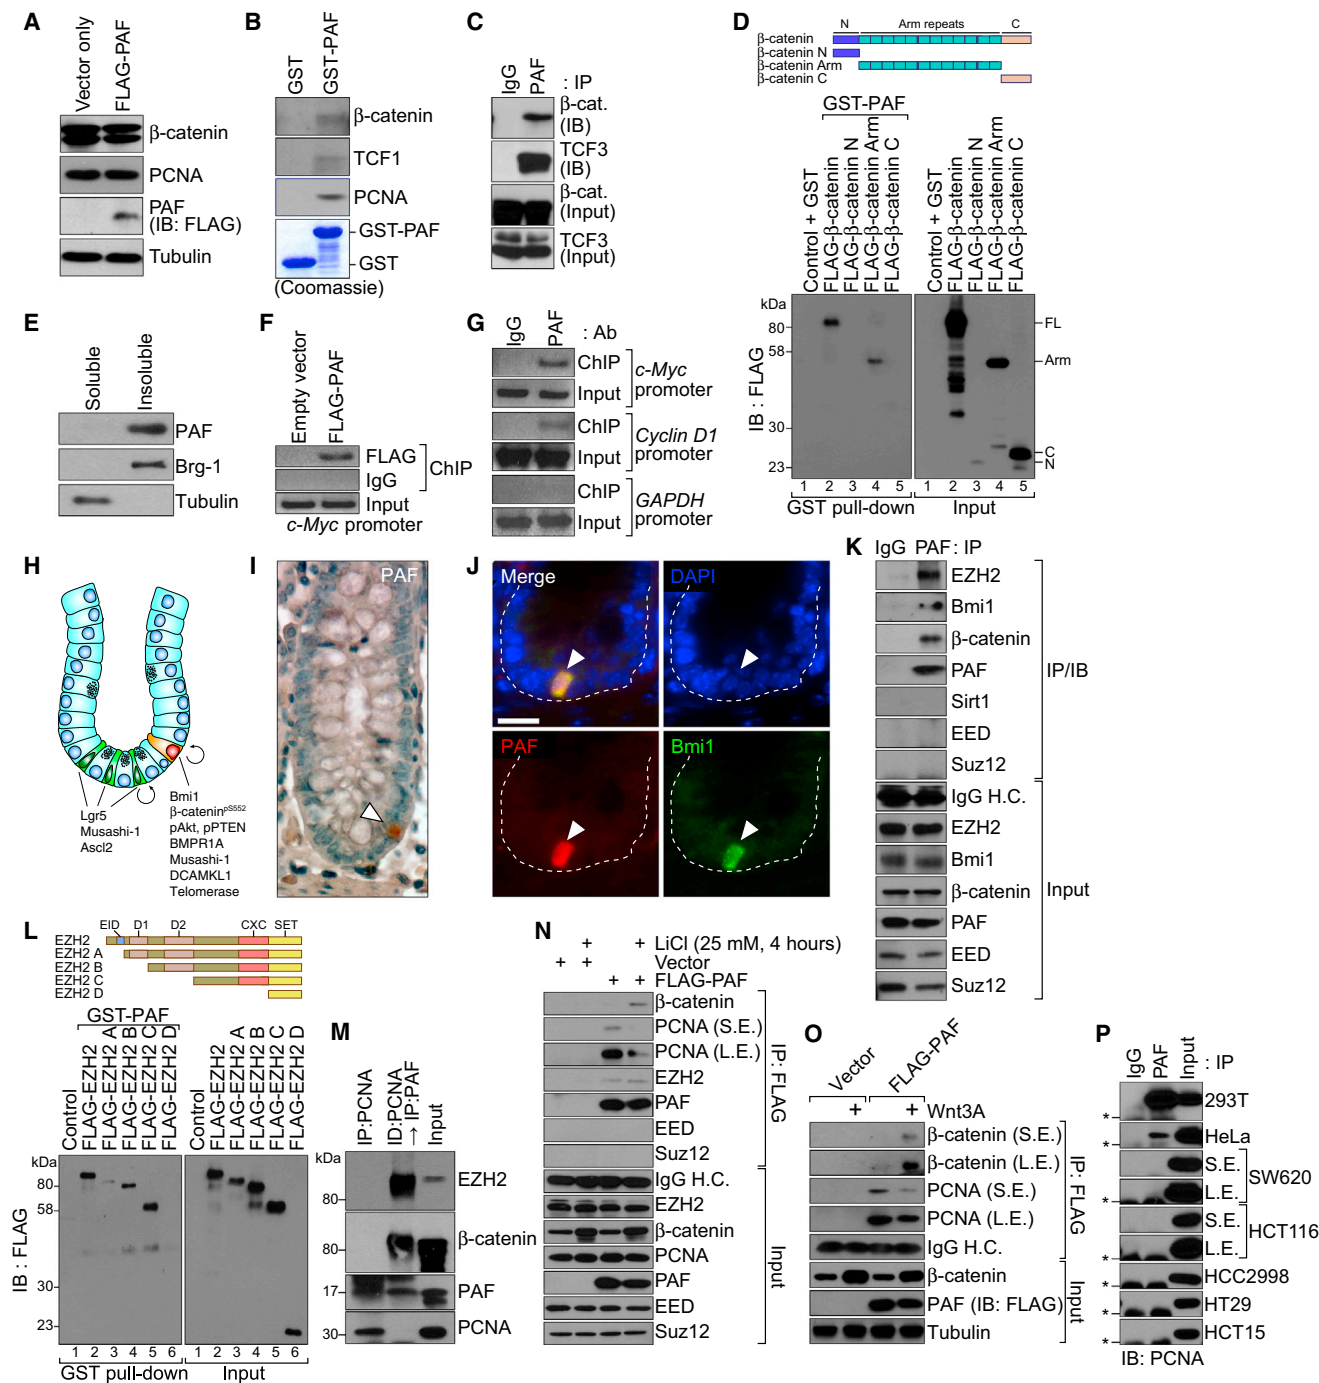 A
Vector only
FLAG-PAF
β-catenin
PCNA
PAF
(IB: FLAG)
Tubulin
B
GST
GST-PAF
β-catenin
TCF1
PCNA
GST-PAF
GST
(Coomassie)
C
IgG
PAF
: IP
β-cat.
(IB)
TCF3
(IB)
β-cat.
(Input)
TCF3
(Input)
D
N
Arm repeats
C
β-catenin
β-catenin N
β-catenin Arm
β-catenin C
GST-PAF
Control + GST
FLAG-β-catenin
FLAG-β-catenin N
FLAG-β-catenin Arm
FLAG-β-catenin C
Control + GST
FLAG-β-catenin
FLAG-β-catenin N
FLAG-β-catenin Arm
FLAG-β-catenin C
kDa
80
58
30
23
IB : FLAG
FL
Arm
C
N
1 2 3 4 5
1 2 3 4 5
GST pull-down
Input
E
Soluble
Insoluble
PAF
Brg-1
Tubulin
F
Empty vector
FLAG-PAF
FLAG
IgG
ChIP
Input
c-Myc promoter
G
IgG
PAF
: Ab
ChIP
Input
c-Myc
promoter
ChIP
Input
Cyclin D1
promoter
ChIP
Input
GAPDH
promoter
H
Lgr5
Musashi-1
Ascl2
Bmi1
β-cateninpS552
pAkt, pPTEN
BMPR1A
Musashi-1
DCAMKL1
Telomerase
I
PAF
J
Merge
DAPI
PAF
Bmi1
K
IgG
PAF
: IP
EZH2
Bmi1
β-catenin
PAF
Sirt1
EED
Suz12
IP/IB
IgG H.C.
EZH2
Bmi1
β-catenin
PAF
EED
Suz12
Input
L
EID
D1
D2
CXC
SET
EZH2
EZH2 A
EZH2 B
EZH2 C
EZH2 D
GST-PAF
Control
FLAG-EZH2
FLAG-EZH2 A
FLAG-EZH2 B
FLAG-EZH2 C
FLAG-EZH2 D
Control
FLAG-EZH2
FLAG-EZH2 A
FLAG-EZH2 B
FLAG-EZH2 C
FLAG-EZH2 D
kDa
80
58
30
23
IB : FLAG
1 2 3 4 5 6
1 2 3 4 5 6
GST pull-down
Input
M
IP:PCNA
ID:PCNA
→ IP:PAF
Input
kDa
80
80
17
30
EZH2
β-catenin
PAF
PCNA
N
+ +
LiCl (25 mM, 4 hours)
+ +
Vector
+ +
FLAG-PAF
β-catenin
PCNA (S.E.)
PCNA (L.E.)
EZH2
PAF
EED
Suz12
IP: FLAG
IgG H.C.
EZH2
β-catenin
PCNA
PAF
EED
Suz12
Input
O
Vector
FLAG-PAF
+ +
Wnt3A
β-catenin (S.E.)
β-catenin (L.E.)
PCNA (S.E.)
PCNA (L.E.)
IgG H.C.
IP: FLAG
β-catenin
PAF (IB: FLAG)
Tubulin
Input
P
IgG
PAF
Input
: IP
293T
* HeLa
*
S.E.
L.E.
SW620
*
S.E.
L.E.
HCT116
*
HCC2998
*
HT29
*
HCT15
*
IB: PCNA